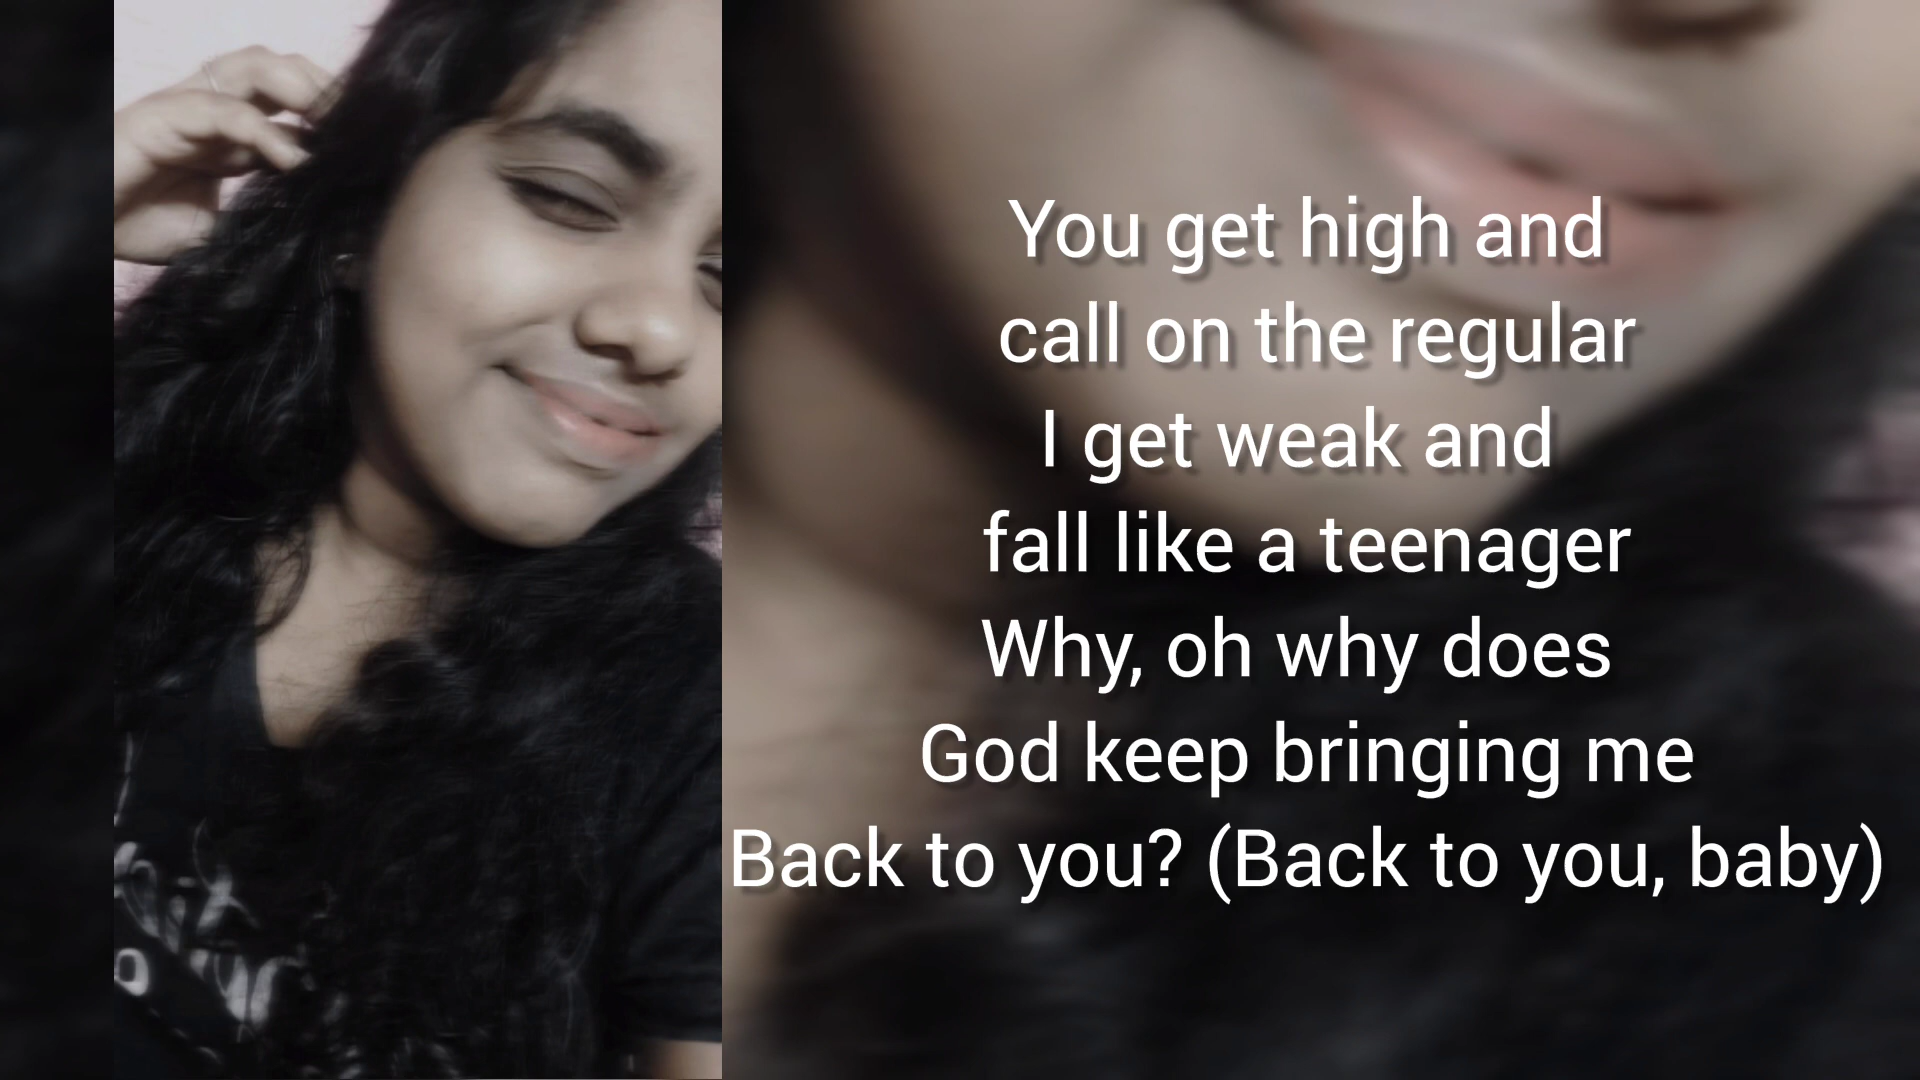 You get high and
call on the regular
I get weak and
fall like a teenager
Why, oh why does
God keep bringing me
Back to you? (Back to you, baby)